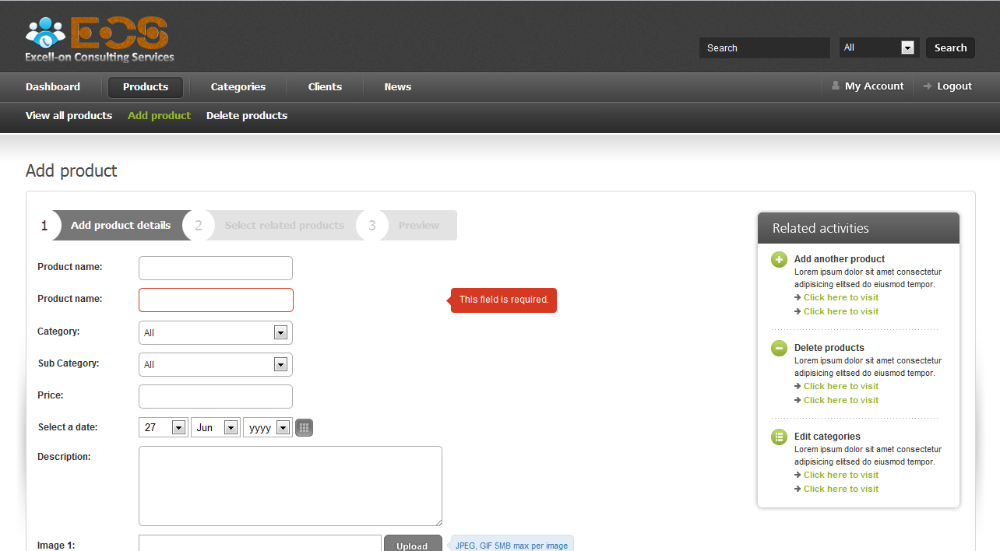 ECS
Excell-on Consulting Services
Search All Search
Dashboard Products Categories Clients News My Account Logout
View all products Add product Delete products
Add product
1 Add product details 2 Select related products 3 Preview
Product name:
Product name: This field is required.
Category: All
Sub Category: All
Price:
Select a date: 27 Jun yyyy
Description:
Image 1: Upload JPEG, GIF 5MB max per image
Related activities
Add another product
Lorem ipsum dolor sit amet consectetur
adipisicing elitsed do eiusmod tempor.
Click here to visit
Click here to visit
Delete products
Lorem ipsum dolor sit amet consectetur
adipisicing elitsed do eiusmod tempor.
Click here to visit
Click here to visit
Edit categories
Lorem ipsum dolor sit amet consectetur
adipisicing elitsed do eiusmod tempor.
Click here to visit
Click here to visit